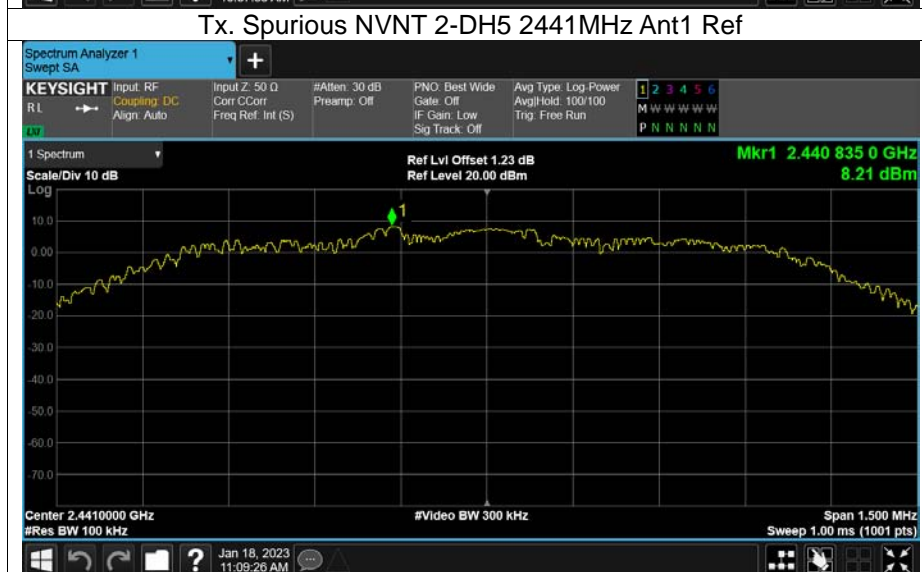 Tx. Spurious NVNT 2-DH5 2441MHz Ant1 Ref
Spectrum Analyzer 1
Swept SA
+
KEYSIGHT Input: RF Input Z: 50 Ω #Atten: 30 dB PNO: Best Wide Avg Type: Log-Power 1 2 3 4 5 6
R L Coupling: DC Corr CCorr Preamp: Off Gate: Off Avg|Hold: 100/100 M W W W W W W
Align: Auto Freq Ref: Int (S) IF Gain: Low Trig: Free Run
LXI Sig Track: Off P N N N N N
1 Spectrum Ref Lvl Offset 1.23 dB Mkr1 2.440 835 0 GHz
Scale/Div 10 dB Ref Level 20.00 dBm 8.21 dBm
Log
1
10.0
0.00
-10.0
-20.0
-30.0
-40.0
-50.0
-60.0
-70.0
Center 2.4410000 GHz #Video BW 300 kHz Span 1.500 MHz
#Res BW 100 kHz Sweep 1.00 ms (1001 pts)
? Jan 18, 2023
11:09:26 AM